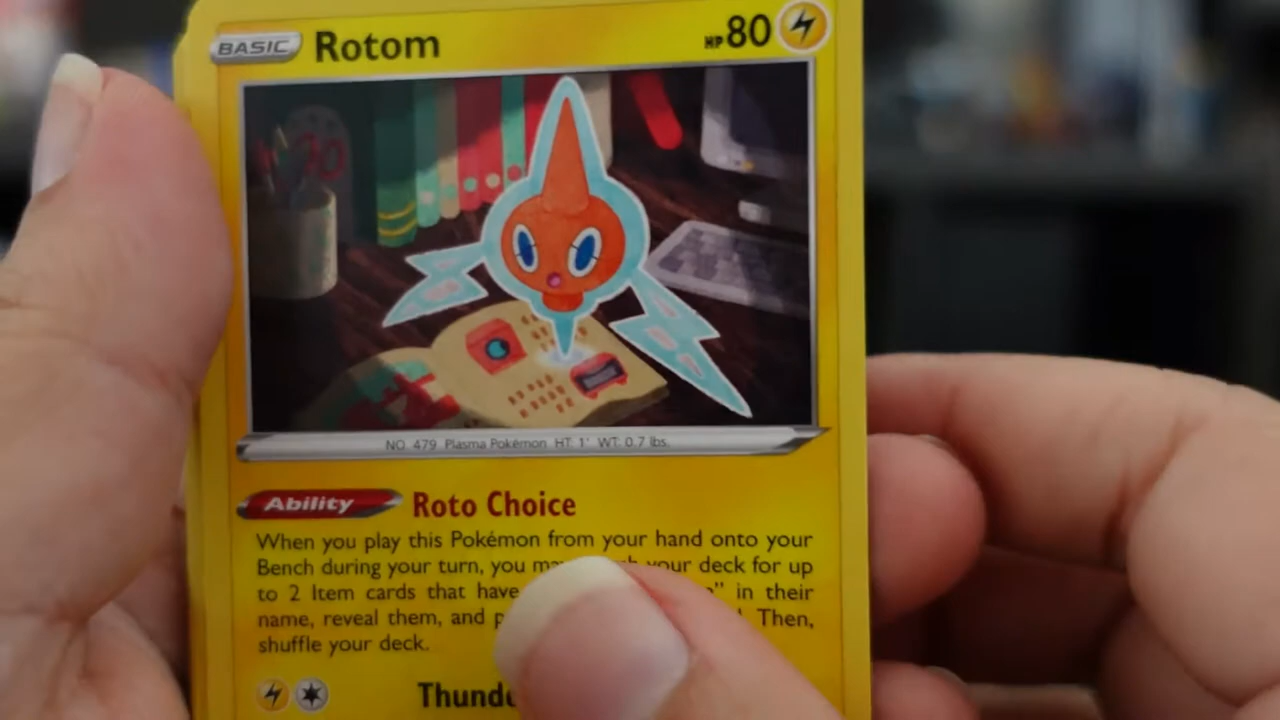 BASIC Rotom HP 80
NO. 479 Plasma Pokémon HT: 1' WT: 0.7 lbs.
Ability Roto Choice
When you play this Pokémon from your hand onto your
Bench during your turn, you your deck for up
to 2 Item cards that have in their
name, reveal them, and Then,
shuffle your deck.